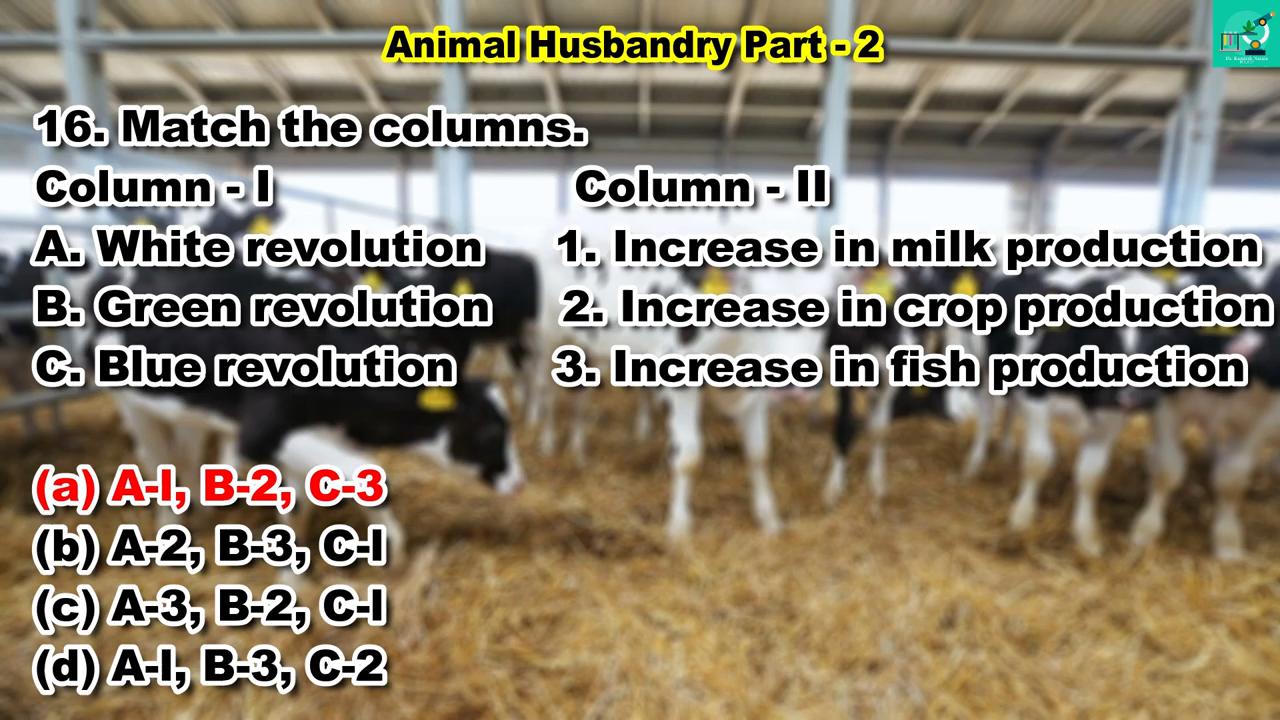 Animal Husbandry Part - 2
16. Match the columns.
Column - I Column - II
A. White revolution 1. Increase in milk production
B. Green revolution 2. Increase in crop production
C. Blue revolution 3. Increase in fish production
(a) A-I, B-2, C-3
(b) A-2, B-3, C-I
(c) A-3, B-2, C-I
(d) A-I, B-3, C-2